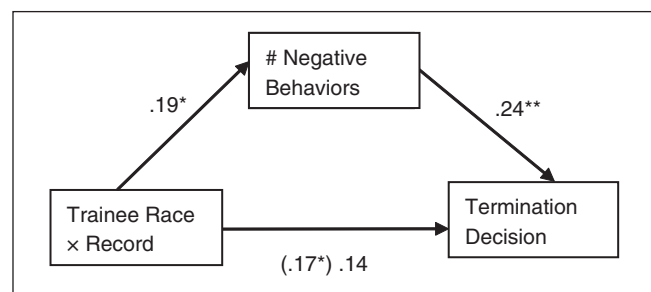 # Negative
Behaviors
.19*
.24**
Trainee Race
× Record
Termination
Decision
(.17*) .14